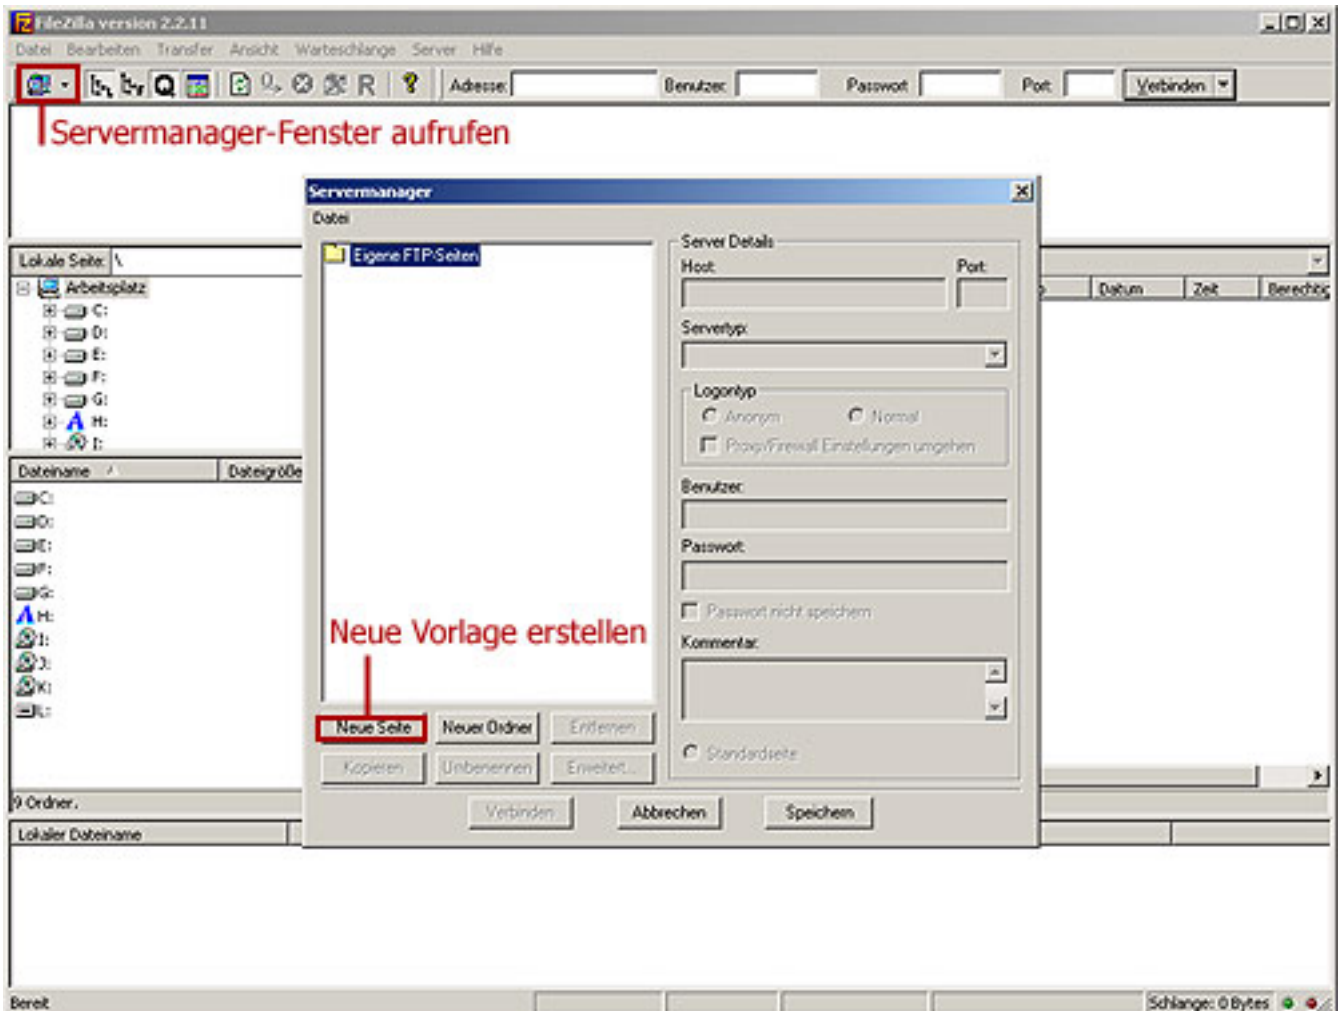 FileZilla version 2.2.11
Datei Bearbeiten Transfer Ansicht Warteschlange Server Hilfe
Q R ? Adresse: Benutzer: Passwort: Port: Verbinden
Servermanager-Fenster aufrufen
Servermanager
Datei
Eigene FTP-Seiten
Server Details
Host: Port:
Servertyp:
Logontyp
Anonym Normal
Proxy/Firewall Einstellungen umgehen
Benutzer:
Passwort:
Passwort nicht speichern
Kommentar:
Standardseite
Neue Vorlage erstellen
Neue Seite Neuer Ordner Entfernen
Kopieren Umbenennen Erweitert...
Verbinden Abbrechen Speichern
Lokale Seite: \
Arbeitsplatz
C:
D:
E:
F:
G:
H:
I:
Dateiname / Dateigröße
C:
D:
E:
F:
G:
H:
I:
J:
K:
L:
Datum Zeit Berechtig
9 Ordner.
Lokaler Dateiname
Bereit Schlange: 0 Bytes